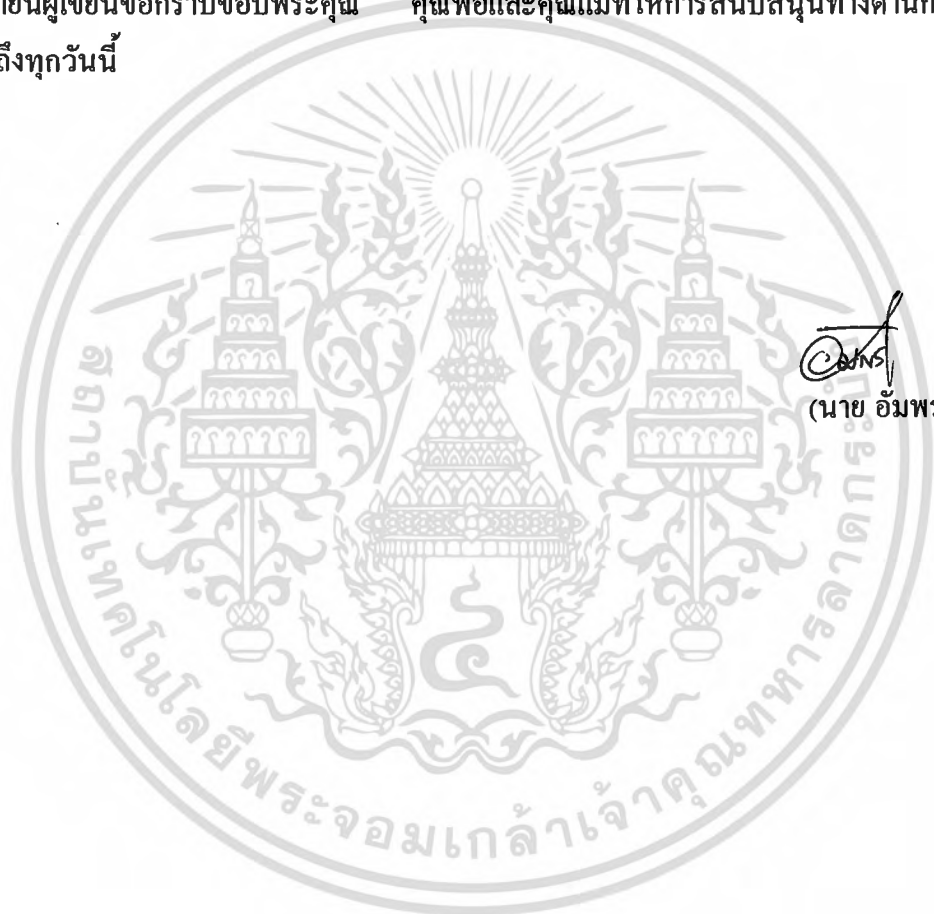 ผู้เขียนขอกราบขอบพระคุณ คุณพ่อและคุณแม่ที่ให้การสนับสนุนทางด้าน
ถึงทุกวันนี้
(นาย อัมพร
สถาบันเทคโนโลยีพระจอมเกล้าเจ้าคุณทหารลาดกระบัง